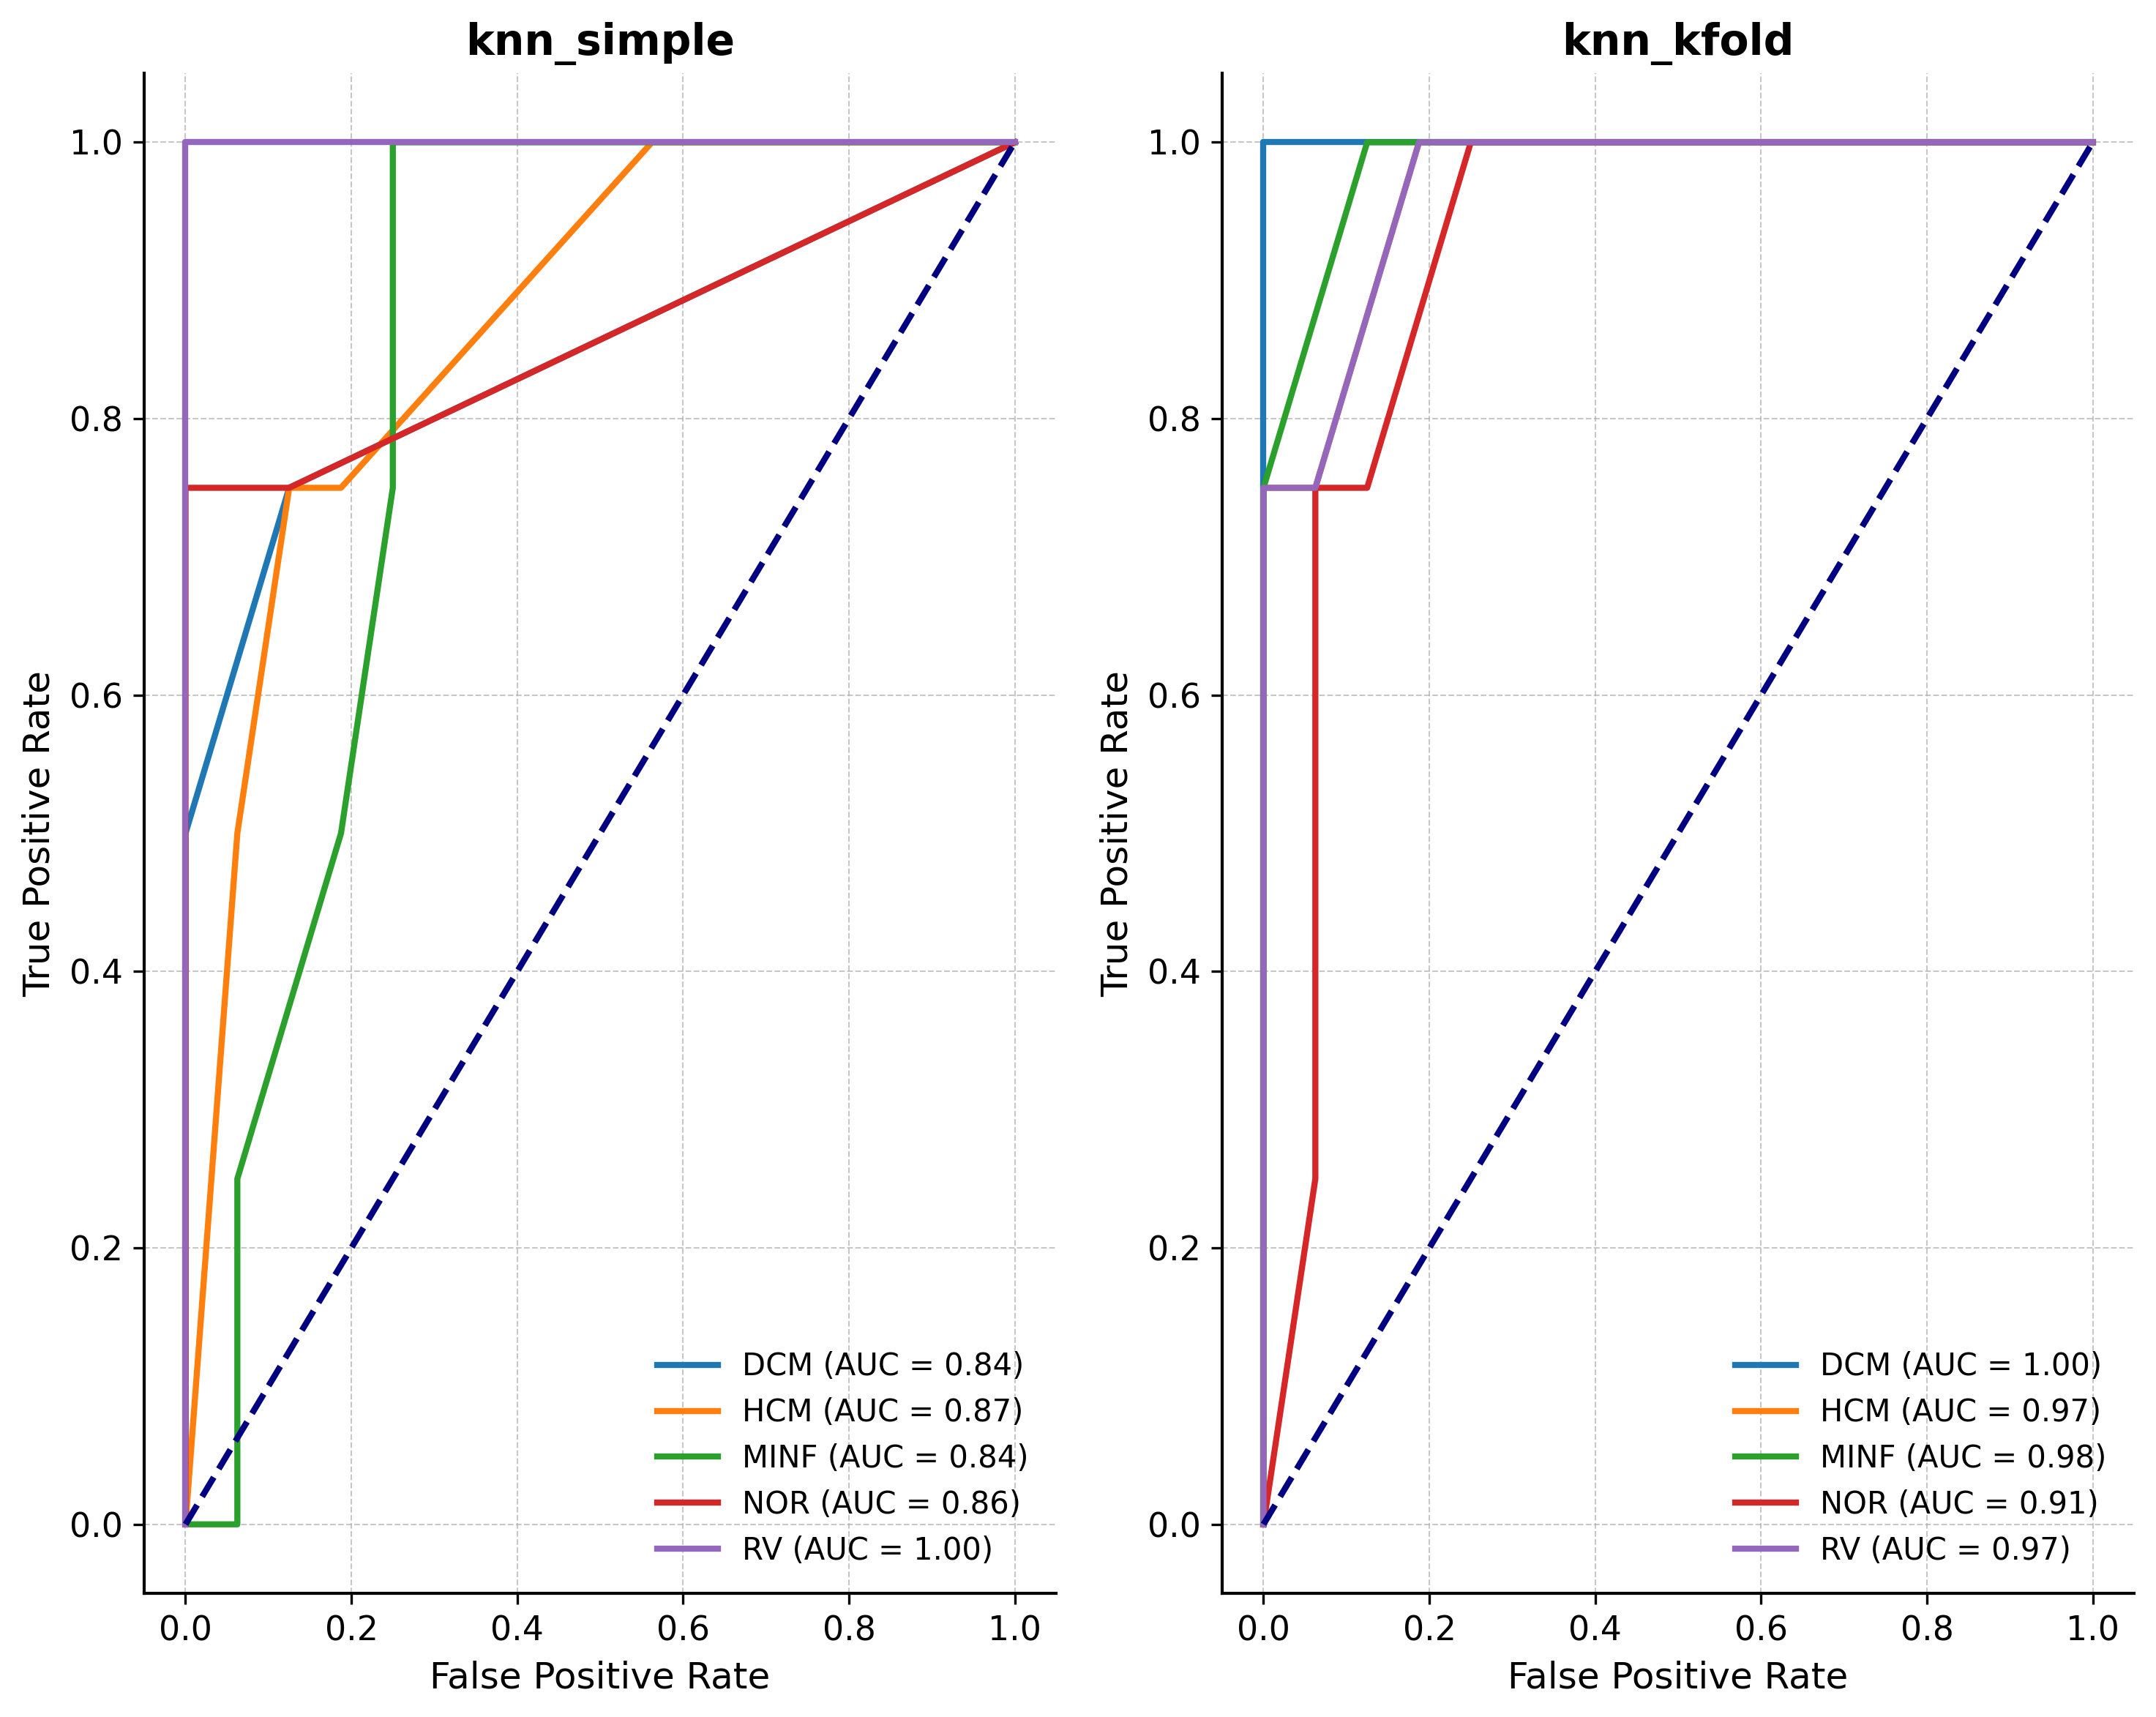 knn_simple
True Positive Rate
1.0
0.8
0.6
0.4
0.2
0.0
DCM (AUC = 0.84)
HCM (AUC = 0.87)
MINF (AUC = 0.84)
NOR (AUC = 0.86)
RV (AUC = 1.00)
0.0 0.2 0.4 0.6 0.8 1.0
False Positive Rate
knn_kfold
True Positive Rate
1.0
0.8
0.6
0.4
0.2
0.0
DCM (AUC = 1.00)
HCM (AUC = 0.97)
MINF (AUC = 0.98)
NOR (AUC = 0.91)
RV (AUC = 0.97)
0.0 0.2 0.4 0.6 0.8 1.0
False Positive Rate